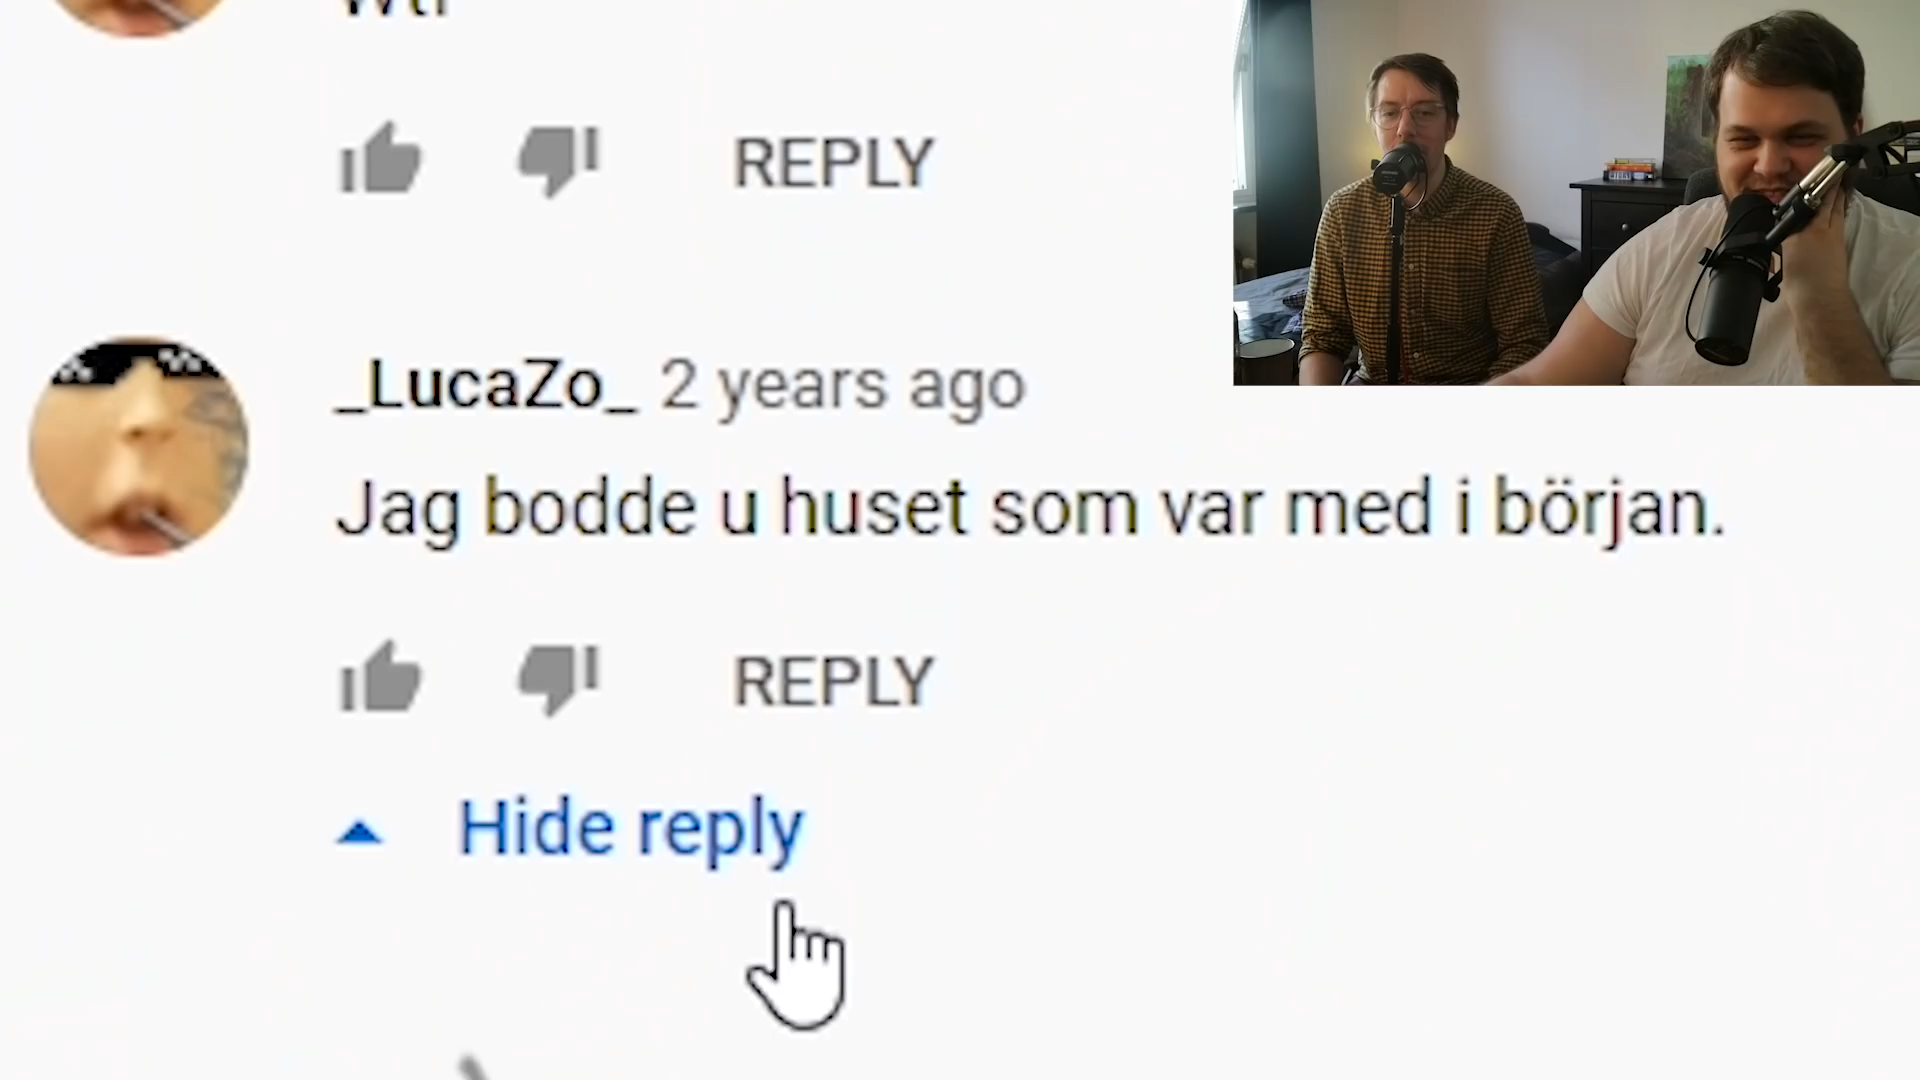 REPLY
_LucaZo_ 2 years ago
Jag bodde u huset som var med i början.
REPLY
Hide reply